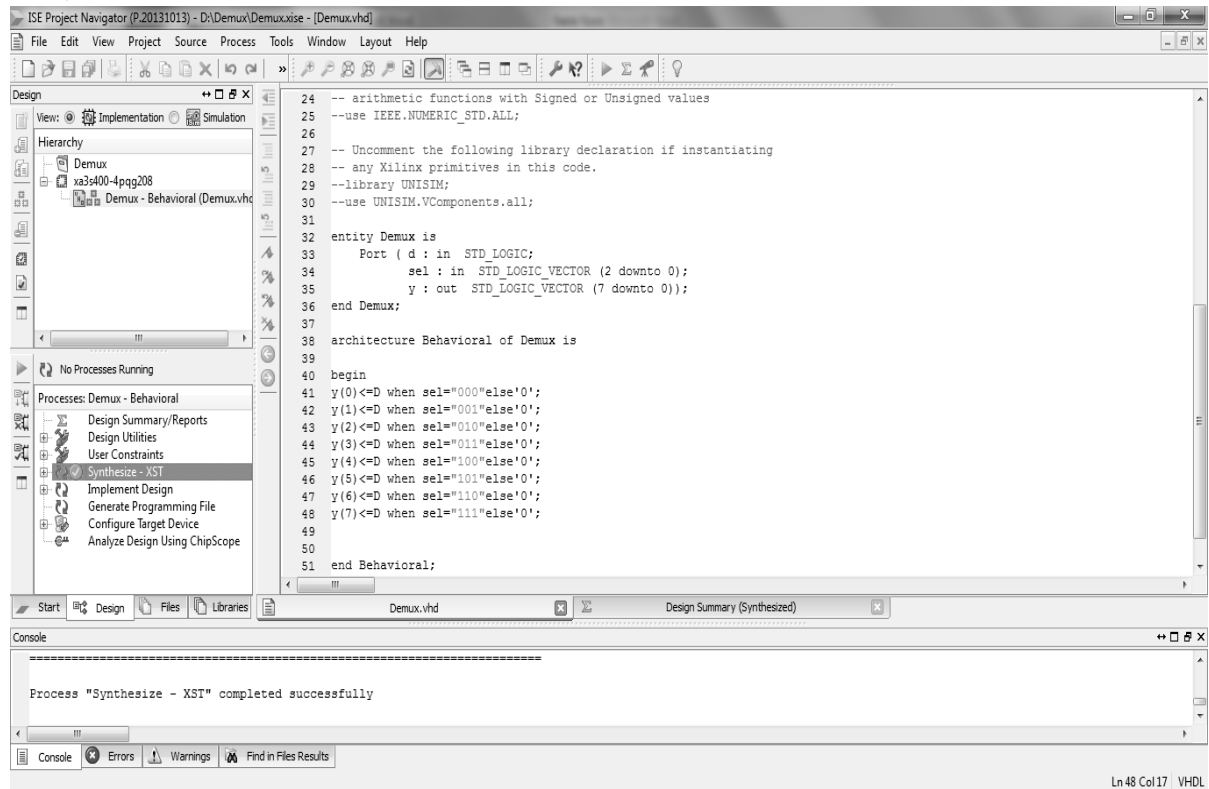 ISE Project Navigator (P.20131013) - D:\Demux\Demux.xise - [Demux.vhd]
File Edit View Project Source Process Tools Window Layout Help
Design
View: Implementation Simulation
Hierarchy
Demux
xa3s400-4pqg208
Demux - Behavioral (Demux.vhd
No Processes Running
Processes: Demux - Behavioral
Design Summary/Reports
Design Utilities
User Constraints
Synthesize - XST
Implement Design
Generate Programming File
Configure Target Device
Analyze Design Using ChipScope
Start Design Files Libraries
24 -- arithmetic functions with Signed or Unsigned values
25 --use IEEE.NUMERIC_STD.ALL;
26
27 -- Uncomment the following library declaration if instantiating
28 -- any Xilinx primitives in this code.
29 --library UNISIM;
30 --use UNISIM.VComponents.all;
31
32 entity Demux is
33 Port ( d : in STD_LOGIC;
34 sel : in STD_LOGIC_VECTOR (2 downto 0);
35 y : out STD_LOGIC_VECTOR (7 downto 0));
36 end Demux;
37
38 architecture Behavioral of Demux is
39
40 begin
41 y(0)<=D when sel="000"else'0';
42 y(1)<=D when sel="001"else'0';
43 y(2)<=D when sel="010"else'0';
44 y(3)<=D when sel="011"else'0';
45 y(4)<=D when sel="100"else'0';
46 y(5)<=D when sel="101"else'0';
47 y(6)<=D when sel="110"else'0';
48 y(7)<=D when sel="111"else'0';
49
50
51 end Behavioral;
Demux.vhd Design Summary (Synthesized)
Console
=========================================================================
Process "Synthesize - XST" completed successfully
Console Errors Warnings Find in Files Results
Ln 48 Col 17 VHDL